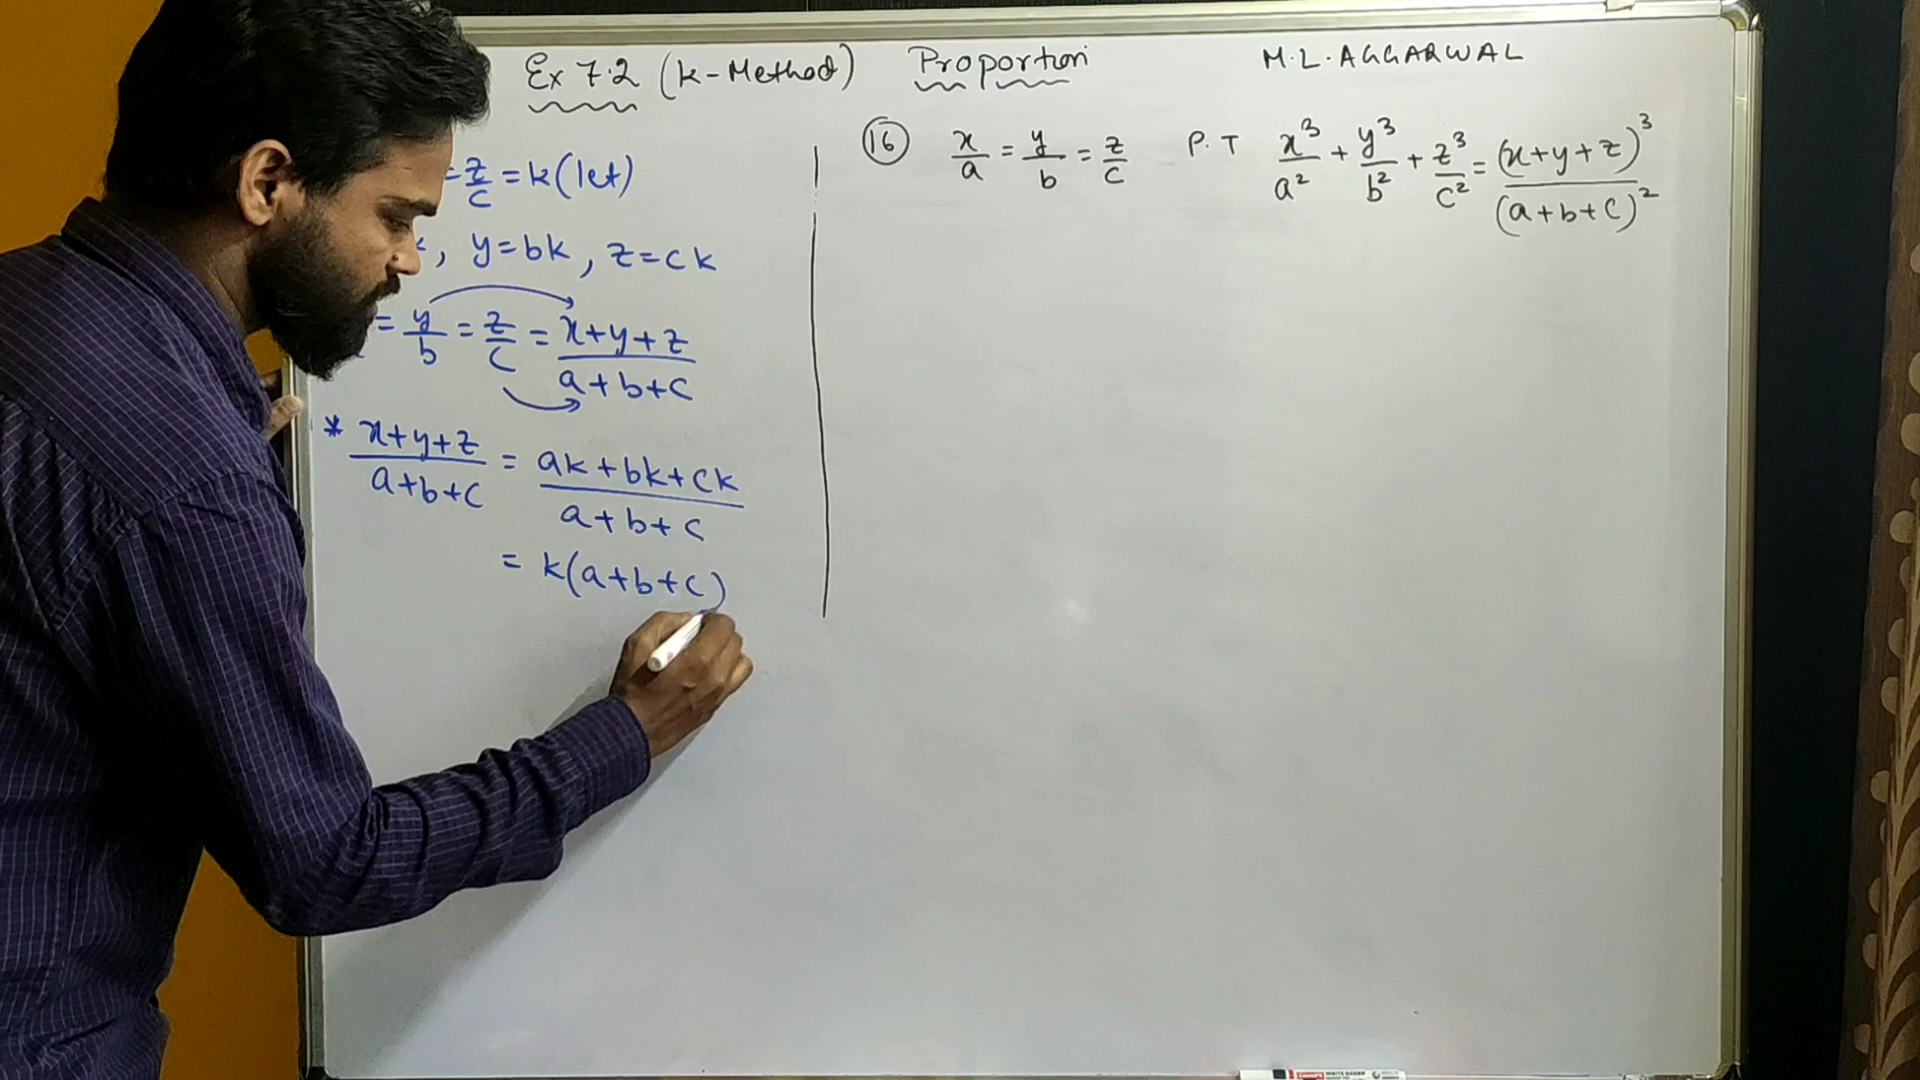 Ex 7.2 (k-Method) Proportion M.L.AGGARWAL
= z/c = k (let)
, y = bk, z = ck
= y/b = z/c = x+y+z/a+b+c
* x+y+z/a+b+c = ak+bk+ck/a+b+c
= k(a+b+c)
16 x/a = y/b = z/c P.T x³/a² + y³/b² + z³/c² = (x+y+z)³/(a+b+c)²